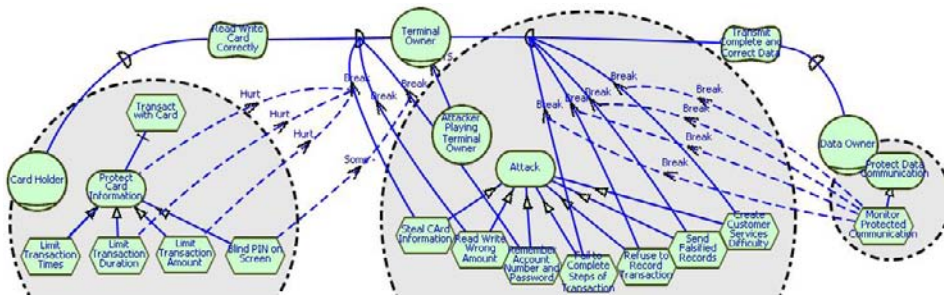 Read Write
Card
Correctly
Terminal
Owner
Transmit
Complete and
Correct Data
Hurt
Break
Break
Break
Hurt
Hurt
Some
Break
Break
Break
Break
Break
Break
Break
Break
Transact
with Card
Attacker
Playing
Terminal
Owner
Card Holder
Protect
Card
Information
Attack
Data Owner
Protect Data
Communication
Monitor
Protected
Communication
Limit
Transaction
Times
Limit
Transaction
Duration
Limit
Transaction
Amount
Blind PIN on
Screen
Steal CArd
Information
Read Write
Wrong
Amount
Remember
Account
Number and
Password
Fail to
Complete
Steps of
Transaction
Refuse to
Record
Transaction
Send
Falsified
Records
Create
Customer
Services
Difficulty